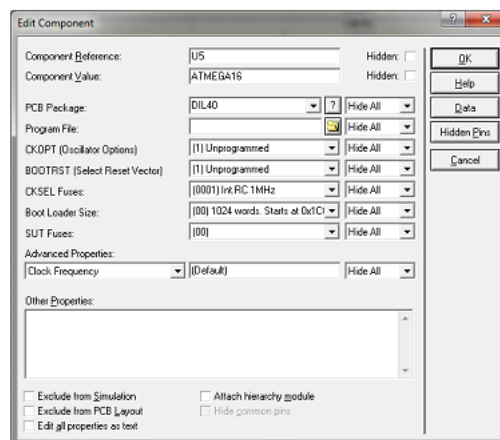 Edit Component
Component Reference: U5 Hidden: OK
Component Value: ATMEGA16 Hidden: Help
PCB Package: DIL40 ? Hide All Data
Program File: Hide All Hidden Pins
CKOPT (Oscillator Options) (1) Unprogrammed Hide All Cancel
BOOTRST (Select Reset Vector) (1) Unprogrammed Hide All
CKSEL Fuses: (0001) Int.RC 1MHz Hide All
Boot Loader Size: (00) 1024 words. Starts at 0x1C Hide All
SUT Fuses: (00) Hide All
Advanced Properties:
Clock Frequency (Default) Hide All
Other Properties:
Exclude from Simulation Attach hierarchy module
Exclude from PCB Layout Hide common pins
Edit all properties as text